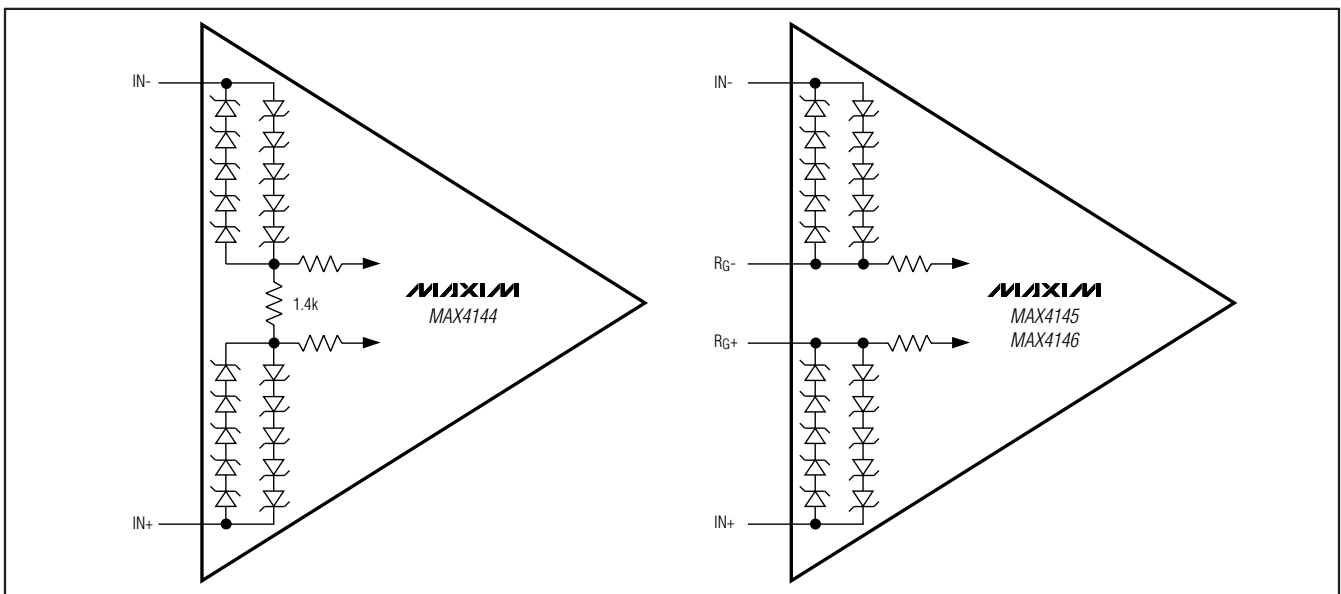 IN-
1.4k
MAXIM
MAX4144
IN+
IN-
RG-
MAXIM
MAX4145
MAX4146
RG+
IN+